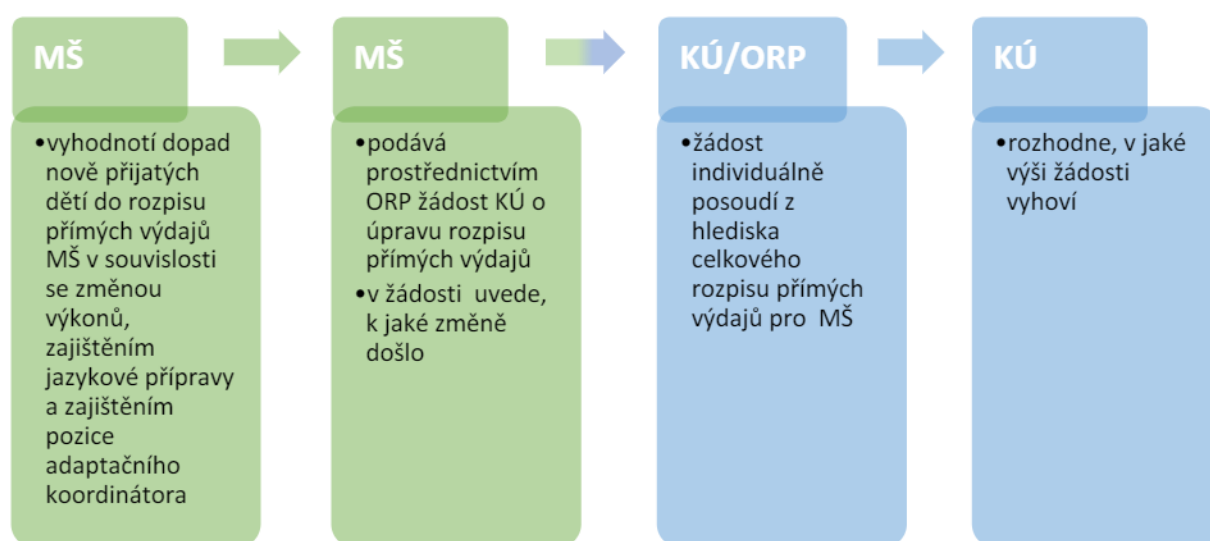 MŠ
•vyhodnotí dopad
nově přijatých
dětí do rozpisu
přímých výdajů
MŠ v souvislosti
se změnou
výkonů,
zajištěním
jazykové přípravy
a zajištěním
pozice
adaptačního
koordinátora
MŠ
•podává
prostřednictvím
ORP žádost KÚ o
úpravu rozpisu
přímých výdajů
•v žádosti  uvede,
k jaké změně
došlo
KÚ/ORP
•žádost
individuálně
posoudí z
hlediska
celkového
rozpisu přímých
výdajů pro  MŠ
KÚ
•rozhodne, v jaké
výši žádosti
vyhoví